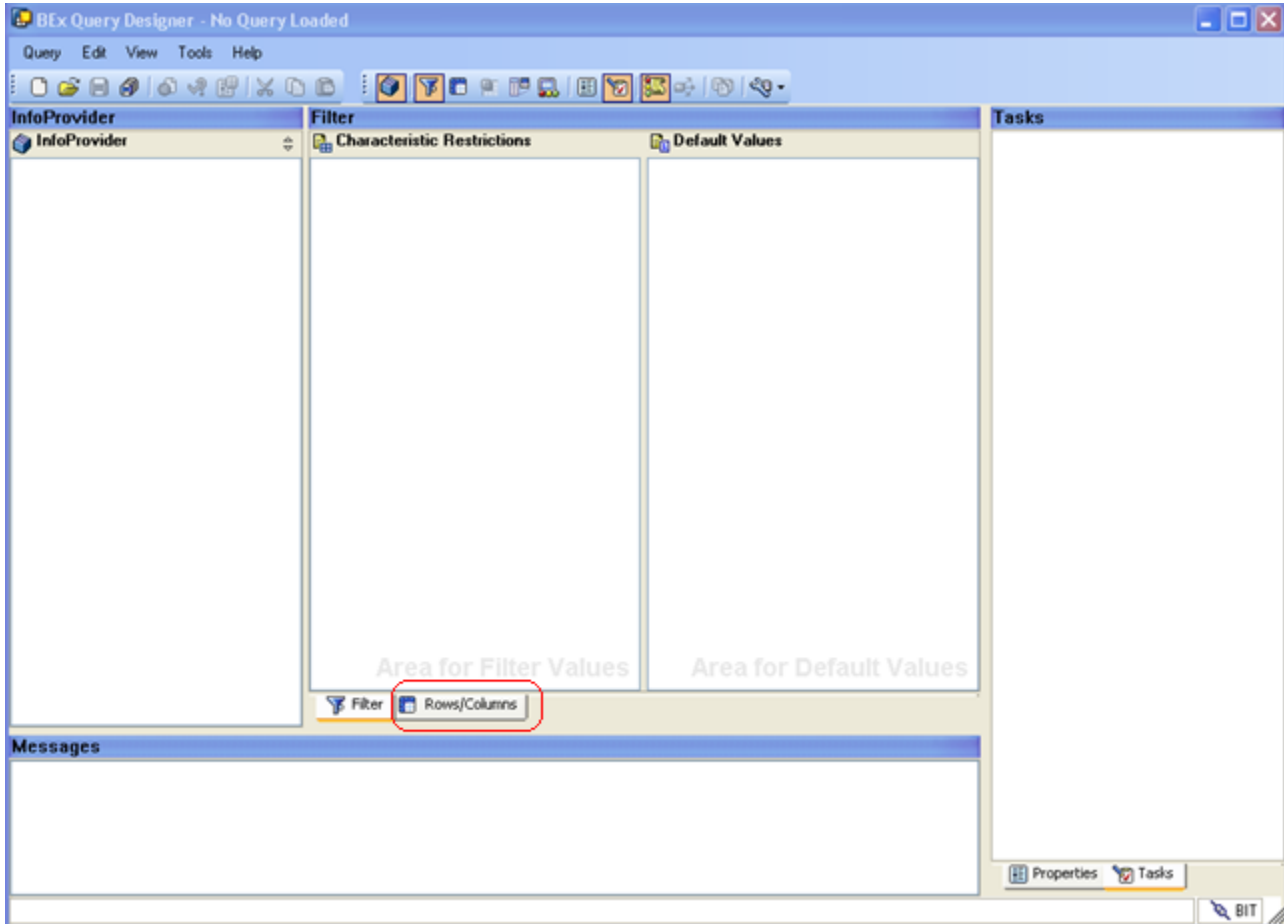 BEx Query Designer - No Query Loaded
Query Edit View Tools Help
InfoProvider
Filter
Tasks
InfoProvider
Characteristic Restrictions
Default Values
Area for Filter Values
Area for Default Values
Filter
Rows/Columns
Messages
Properties
Tasks
BIT